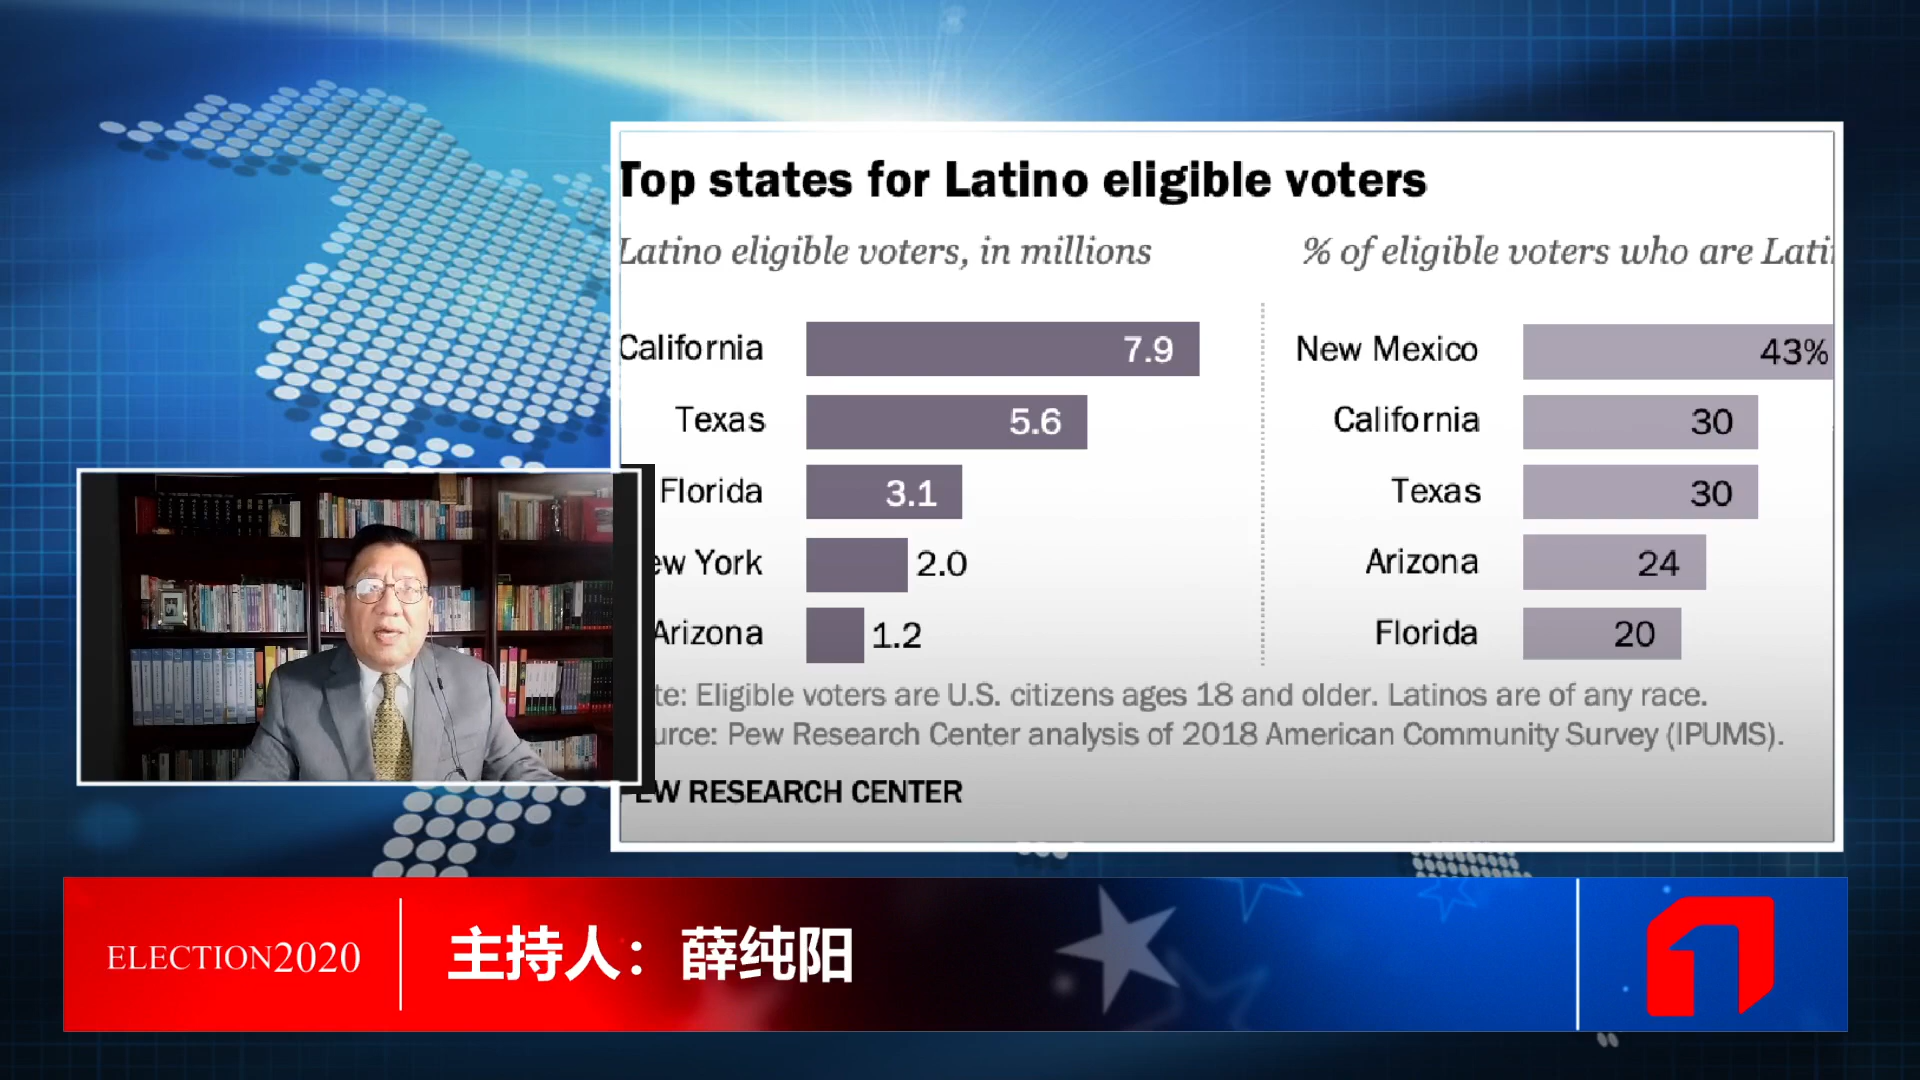 Top states for Latino eligible voters
Latino eligible voters, in millions
% of eligible voters who are Lati
California 7.9
Texas 5.6
Florida 3.1
ew York 2.0
Arizona 1.2
New Mexico 43%
California 30
Texas 30
Arizona 24
Florida 20
te: Eligible voters are U.S. citizens ages 18 and older. Latinos are of any race.
urce: Pew Research Center analysis of 2018 American Community Survey (IPUMS).
PEW RESEARCH CENTER
ELECTION2020
主持人：薛纯阳